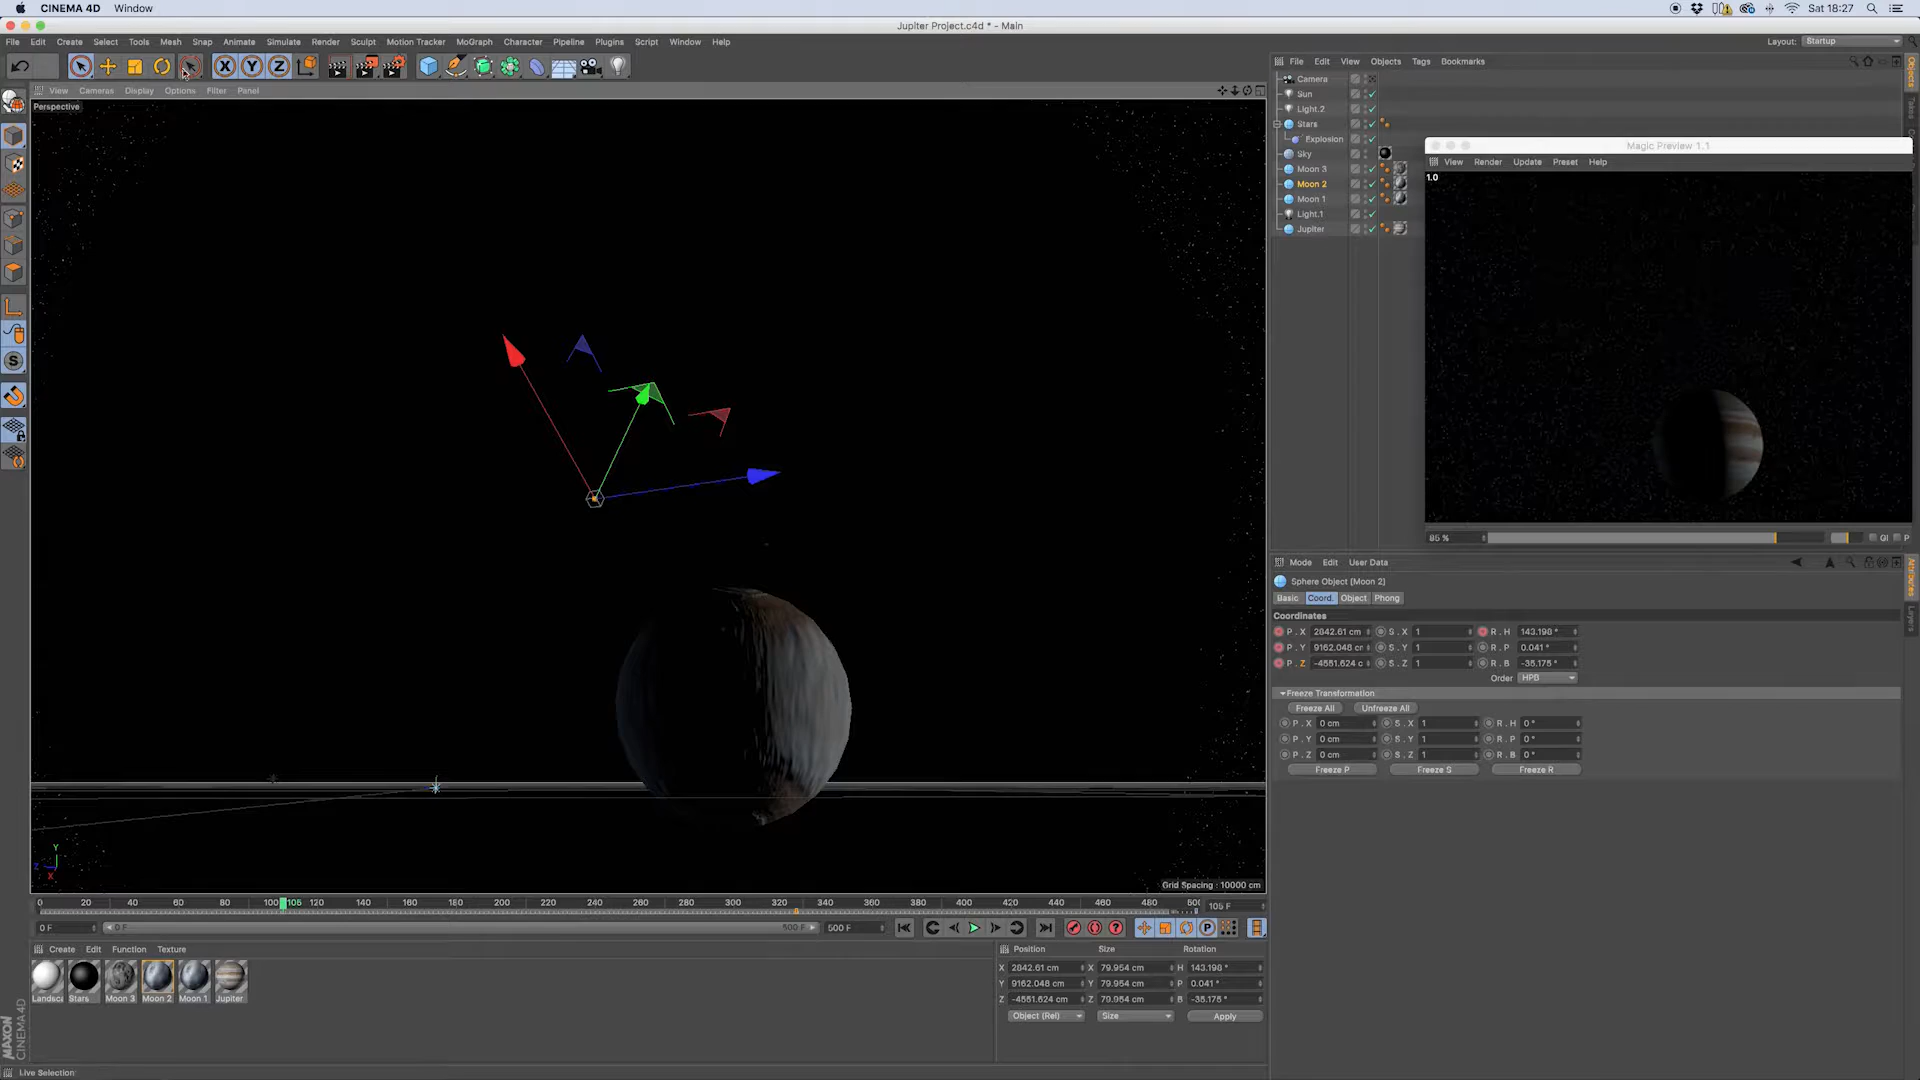 CINEMA 4D Window Sat 18:27
Jupiter Project.c4d * - Main
File Edit Create Select Tools Mesh Snap Animate Simulate Render Sculpt Motion Tracker MoGraph Character Pipeline Plugins Script Window Help Layout: Startup
File Edit View Objects Tags Bookmarks
View Cameras Display Options Filter Panel
Perspective
Camera
Sun
Light.2
Stars
Explosion
Sky
Moon 3
Moon 2
Moon 1
Light.1
Jupiter
Objects
Takes
Magic Preview 1.1
View Render Update Preset Help
1.0
85 % GI P
Mode Edit User Data
Sphere Object [Moon 2]
Basic Coord. Object Phong
Coordinates
P . X 2842.61 cm S . X 1 R . H 143.198 °
P . Y 9162.048 cm S . Y 1 R . P 0.041 °
P . Z -4551.624 c S . Z 1 R . B -35.175 °
Order HPB
Freeze Transformation
Freeze All Unfreeze All
P . X 0 cm S . X 1 R . H 0 °
P . Y 0 cm S . Y 1 R . P 0 °
P . Z 0 cm S . Z 1 R . B 0 °
Freeze P Freeze S Freeze R
Attributes
Layers
Y
Z
X
Grid Spacing : 10000 cm
0 20 40 60 80 100 105 120 140 160 180 200 220 240 260 280 300 320 340 360 380 400 420 440 460 480 500 105 F
0 F 0 F 500 F 500 F
Create Edit Function Texture
Landsca Stars Moon 3 Moon 2 Moon 1 Jupiter
Position Size Rotation
X 2842.61 cm X 79.954 cm H 143.198 °
Y 9162.048 cm Y 79.954 cm P 0.041 °
Z -4551.624 cm Z 79.954 cm B -35.175 °
Object (Rel) Size Apply
MAXON CINEMA 4D
Live Selection: